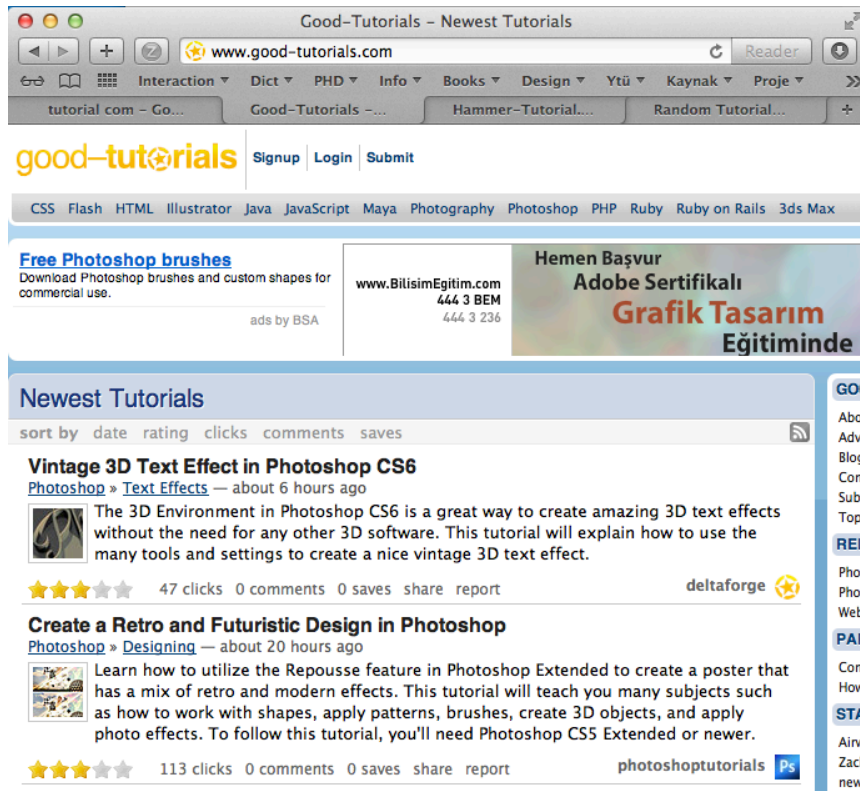 Good-Tutorials - Newest Tutorials
www.good-tutorials.com
Reader
Interaction Dict PHD Info Books Design Ytü Kaynak Proje
tutorial com - Go... Good-Tutorials -... Hammer-Tutorial.... Random Tutorial...
good-tutorials Signup Login Submit
CSS Flash HTML Illustrator Java JavaScript Maya Photography Photoshop PHP Ruby Ruby on Rails 3ds Max
Free Photoshop brushes
Download Photoshop brushes and custom shapes for
commercial use.
ads by BSA
www.BilisimEgitim.com
444 3 BEM
444 3 236
Hemen Başvur
Adobe Sertifikalı
Grafik Tasarım
Eğitiminde
Newest Tutorials
sort by date rating clicks comments saves
Vintage 3D Text Effect in Photoshop CS6
Photoshop » Text Effects — about 6 hours ago
The 3D Environment in Photoshop CS6 is a great way to create amazing 3D text effects
without the need for any other 3D software. This tutorial will explain how to use the
many tools and settings to create a nice vintage 3D text effect.
47 clicks 0 comments 0 saves share report deltaforge
Create a Retro and Futuristic Design in Photoshop
Photoshop » Designing — about 20 hours ago
Learn how to utilize the Repousse feature in Photoshop Extended to create a poster that
has a mix of retro and modern effects. This tutorial will teach you many subjects such
as how to work with shapes, apply patterns, brushes, create 3D objects, and apply
photo effects. To follow this tutorial, you'll need Photoshop CS5 Extended or newer.
113 clicks 0 comments 0 saves share report photoshoptutorials Ps